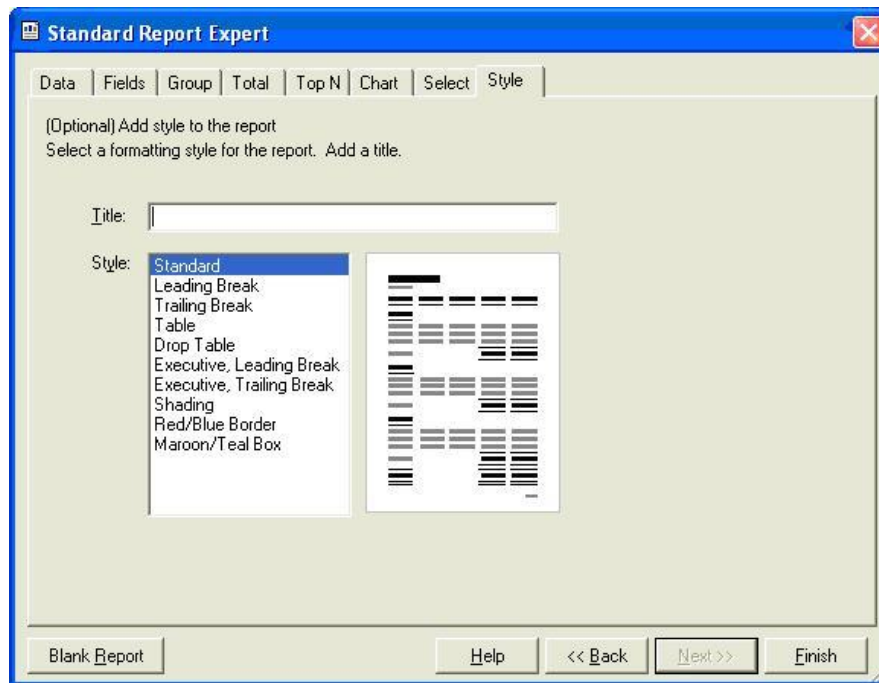 Standard Report Expert
Data Fields Group Total Top N Chart Select Style
(Optional) Add style to the report
Select a formatting style for the report. Add a title.
Title:
Style:
Standard
Leading Break
Trailing Break
Table
Drop Table
Executive, Leading Break
Executive, Trailing Break
Shading
Red/Blue Border
Maroon/Teal Box
Blank Report Help << Back Next >> Finish